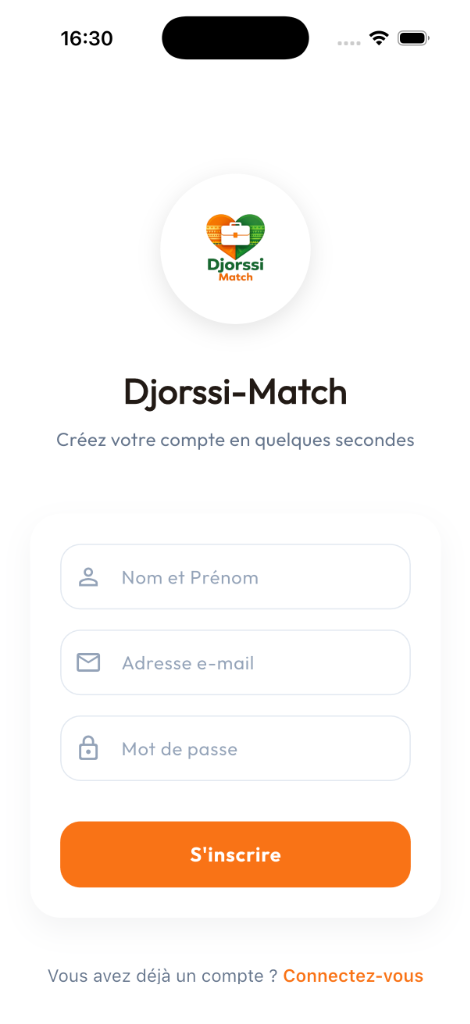 16:30
Djorssi
Match
Djorssi-Match
Créez votre compte en quelques secondes
Nom et Prénom
Adresse e-mail
Mot de passe
S'inscrire
Vous avez déjà un compte ? Connectez-vous